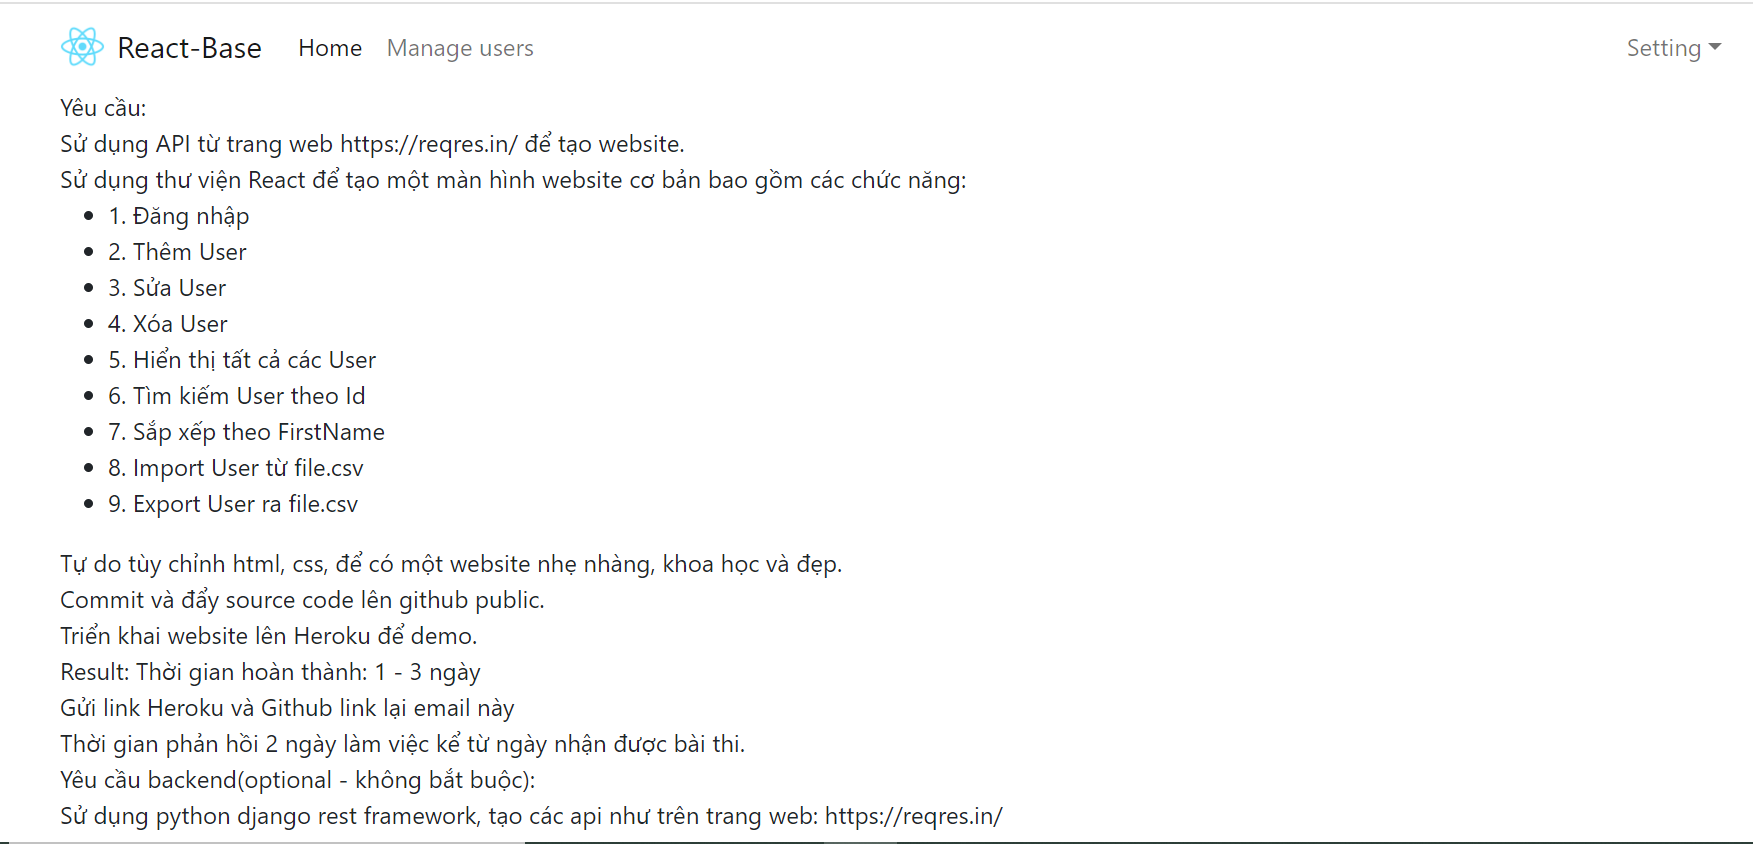 React-Base Home Manage users Setting
Yêu cầu:
Sử dụng API từ trang web https://reqres.in/ để tạo website.
Sử dụng thư viện React để tạo một màn hình website cơ bản bao gồm các chức năng:
• 1. Đăng nhập
• 2. Thêm User
• 3. Sửa User
• 4. Xóa User
• 5. Hiển thị tất cả các User
• 6. Tìm kiếm User theo Id
• 7. Sắp xếp theo FirstName
• 8. Import User từ file.csv
• 9. Export User ra file.csv
Tự do tùy chỉnh html, css, để có một website nhẹ nhàng, khoa học và đẹp.
Commit và đẩy source code lên github public.
Triển khai website lên Heroku để demo.
Result: Thời gian hoàn thành: 1 - 3 ngày
Gửi link Heroku và Github link lại email này
Thời gian phản hồi 2 ngày làm việc kể từ ngày nhận được bài thi.
Yêu cầu backend(optional - không bắt buộc):
Sử dụng python django rest framework, tạo các api như trên trang web: https://reqres.in/